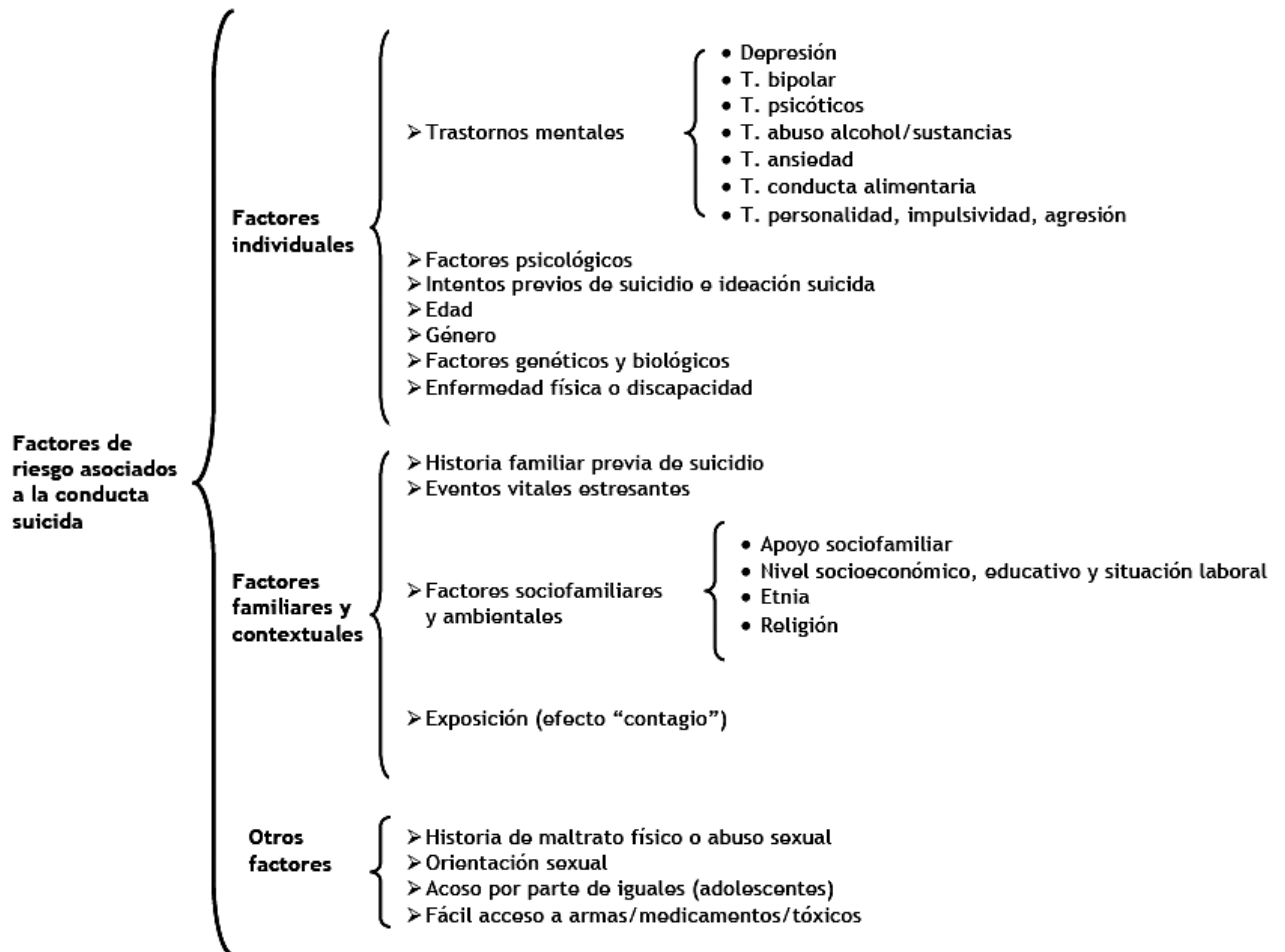 Factores de
riesgo asociados
a la conducta
suicida
Factores
individuales
➢ Trastornos mentales
• Depresión
• T. bipolar
• T. psicóticos
• T. abuso alcohol/sustancias
• T. ansiedad
• T. conducta alimentaria
• T. personalidad, impulsividad, agresión
➢ Factores psicológicos
➢ Intentos previos de suicidio e ideación suicida
➢ Edad
➢ Género
➢ Factores genéticos y biológicos
➢ Enfermedad física o discapacidad
Factores
familiares y
contextuales
➢ Historia familiar previa de suicidio
➢ Eventos vitales estresantes
➢ Factores sociofamiliares
y ambientales
• Apoyo sociofamiliar
• Nivel socioeconómico, educativo y situación laboral
• Etnia
• Religión
➢ Exposición (efecto “contagio”)
Otros
factores
➢ Historia de maltrato físico o abuso sexual
➢ Orientación sexual
➢ Acoso por parte de iguales (adolescentes)
➢ Fácil acceso a armas/medicamentos/tóxicos